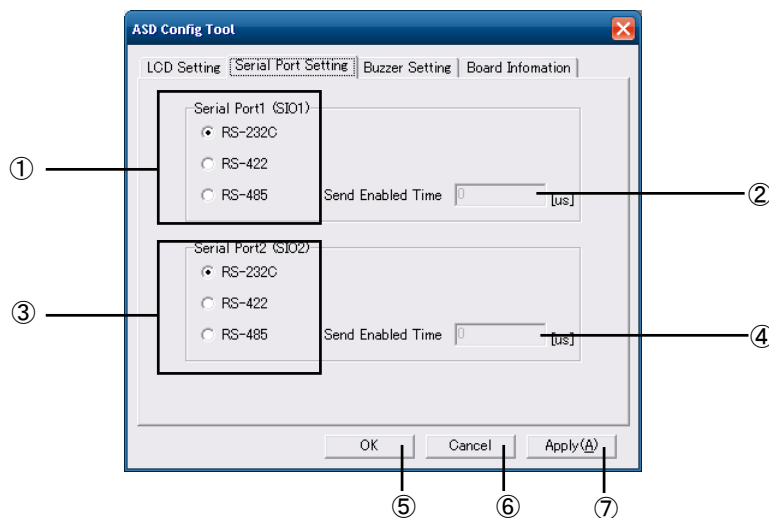 ASD Config Tool
LCD Setting Serial Port Setting Buzzer Setting Board Infomation
Serial Port1 (SIO1)
RS-232C
① RS-422
RS-485 Send Enabled Time 0 [us] ②
Serial Port2 (SIO2)
RS-232C
③ RS-422
RS-485 Send Enabled Time 0 [us] ④
OK Cancel Apply(A)
⑤ ⑥ ⑦